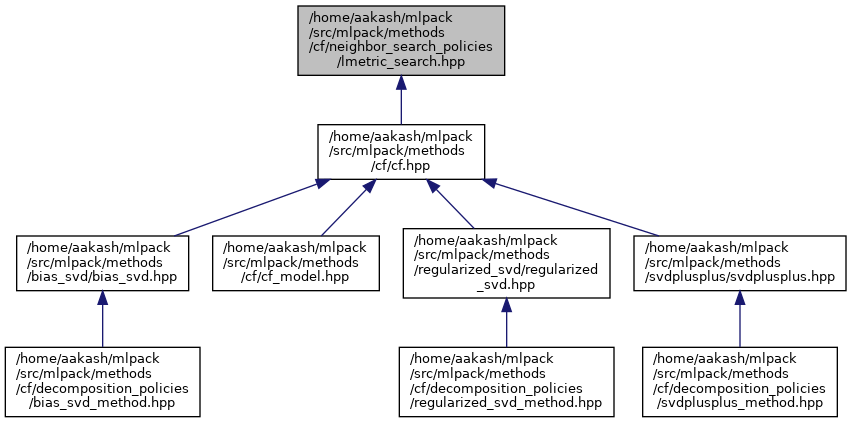 /home/aakash/mlpack
/src/mlpack/methods
/cf/neighbor_search_policies
/lmetric_search.hpp
/home/aakash/mlpack
/src/mlpack/methods
/cf/cf.hpp
/home/aakash/mlpack
/src/mlpack/methods
/bias_svd/bias_svd.hpp
/home/aakash/mlpack
/src/mlpack/methods
/cf/cf_model.hpp
/home/aakash/mlpack
/src/mlpack/methods
/regularized_svd/regularized
_svd.hpp
/home/aakash/mlpack
/src/mlpack/methods
/svdplusplus/svdplusplus.hpp
/home/aakash/mlpack
/src/mlpack/methods
/cf/decomposition_policies
/bias_svd_method.hpp
/home/aakash/mlpack
/src/mlpack/methods
/cf/decomposition_policies
/regularized_svd_method.hpp
/home/aakash/mlpack
/src/mlpack/methods
/cf/decomposition_policies
/svdplusplus_method.hpp